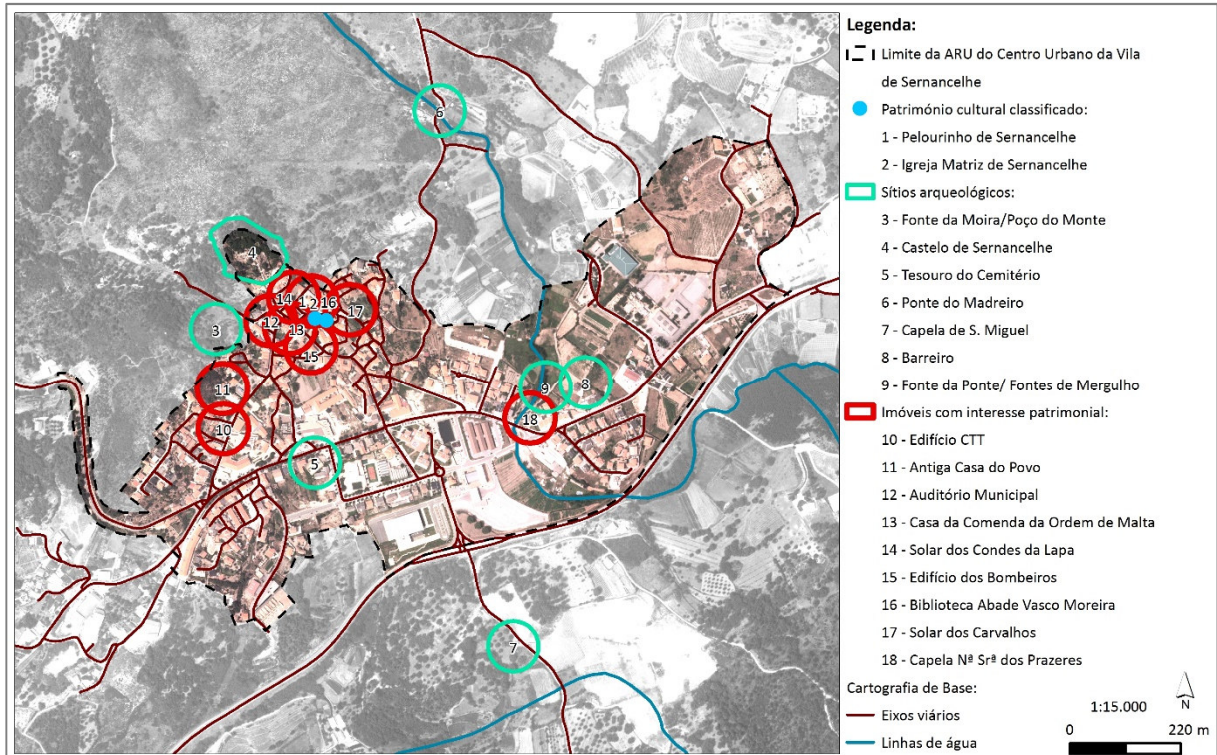 6
4
14
1
2
16
17
3
12
13
15
11
10
9
8
18
5
7
Legenda:
Limite da ARU do Centro Urbano da Vila
de Sernancelhe
Património cultural classificado:
1 - Pelourinho de Sernancelhe
2 - Igreja Matriz de Sernancelhe
Sítios arqueológicos:
3 - Fonte da Moira/Poço do Monte
4 - Castelo de Sernancelhe
5 - Tesouro do Cemitério
6 - Ponte do Madreiro
7 - Capela de S. Miguel
8 - Barreiro
9 - Fonte da Ponte/ Fontes de Mergulho
Imóveis com interesse patrimonial:
10 - Edifício CTT
11 - Antiga Casa do Povo
12 - Auditório Municipal
13 - Casa da Comenda da Ordem de Malta
14 - Solar dos Condes da Lapa
15 - Edifício dos Bombeiros
16 - Biblioteca Abade Vasco Moreira
17 - Solar dos Carvalhos
18 - Capela Nª Srª dos Prazeres
Cartografia de Base:
Eixos viários
Linhas de água
1:15.000
N
0 220 m